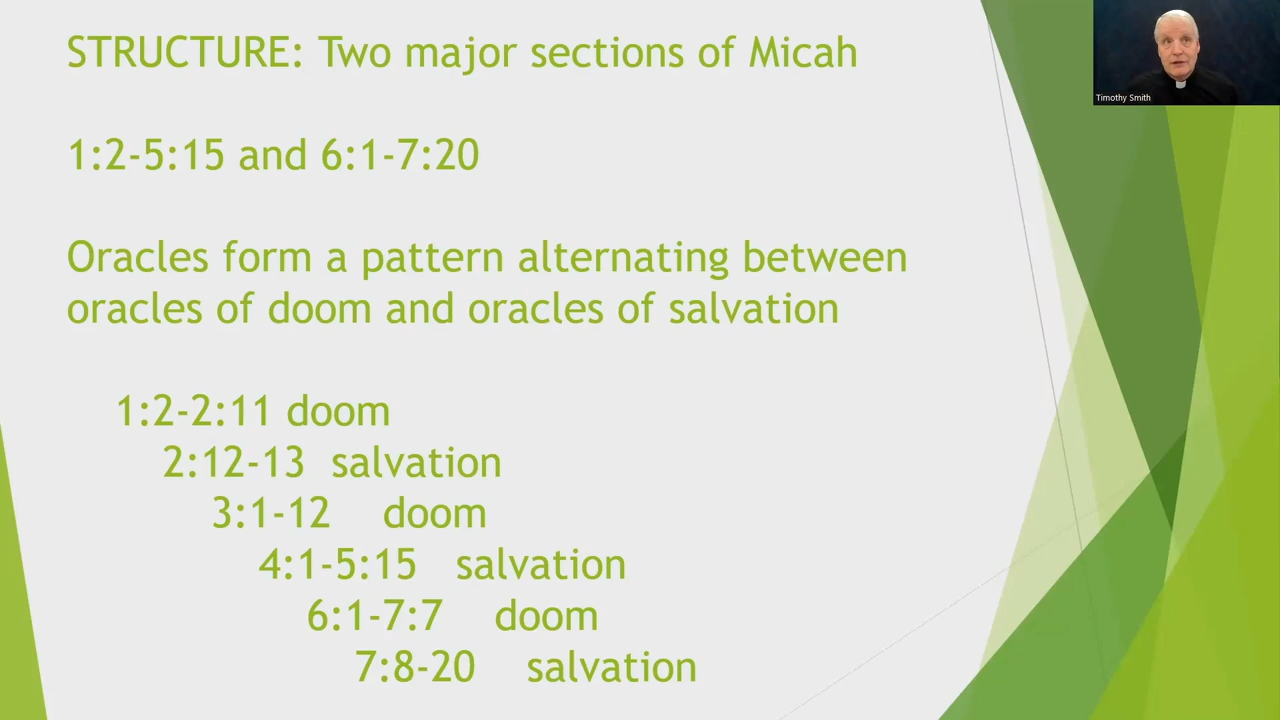 STRUCTURE: Two major sections of Micah
1:2-5:15 and 6:1-7:20
Oracles form a pattern alternating between
oracles of doom and oracles of salvation
1:2-2:11 doom
2:12-13 salvation
3:1-12 doom
4:1-5:15 salvation
6:1-7:7 doom
7:8-20 salvation
Timothy Smith